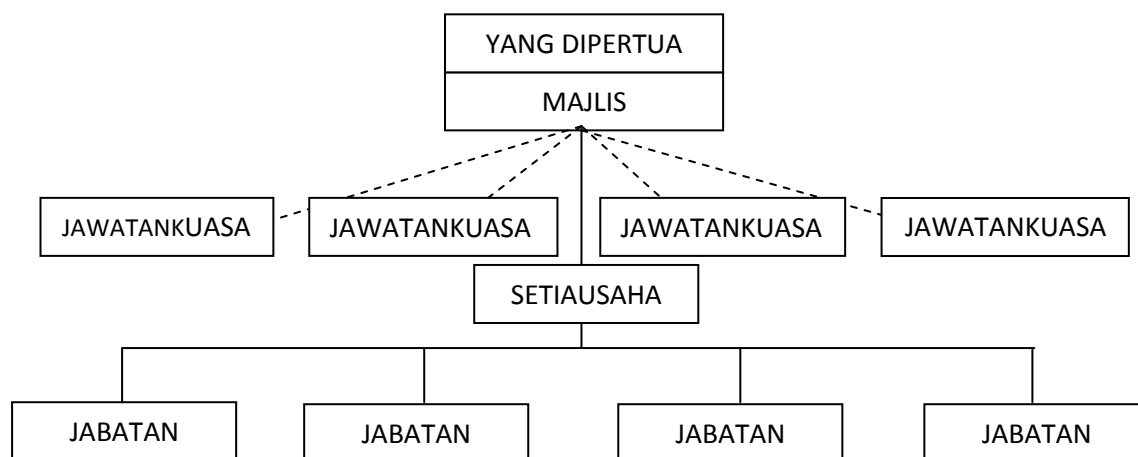 YANG DIPERTUA
MAJLIS
JAWATANKUASA
JAWATANKUASA
JAWATANKUASA
JAWATANKUASA
SETIAUSAHA
JABATAN
JABATAN
JABATAN
JABATAN